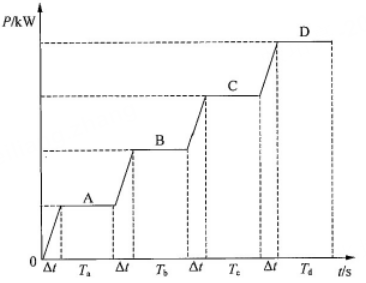 P/kW
D
C
B
A
0
Δt Tₐ Δt T_b Δt T_c Δt T_d t/s